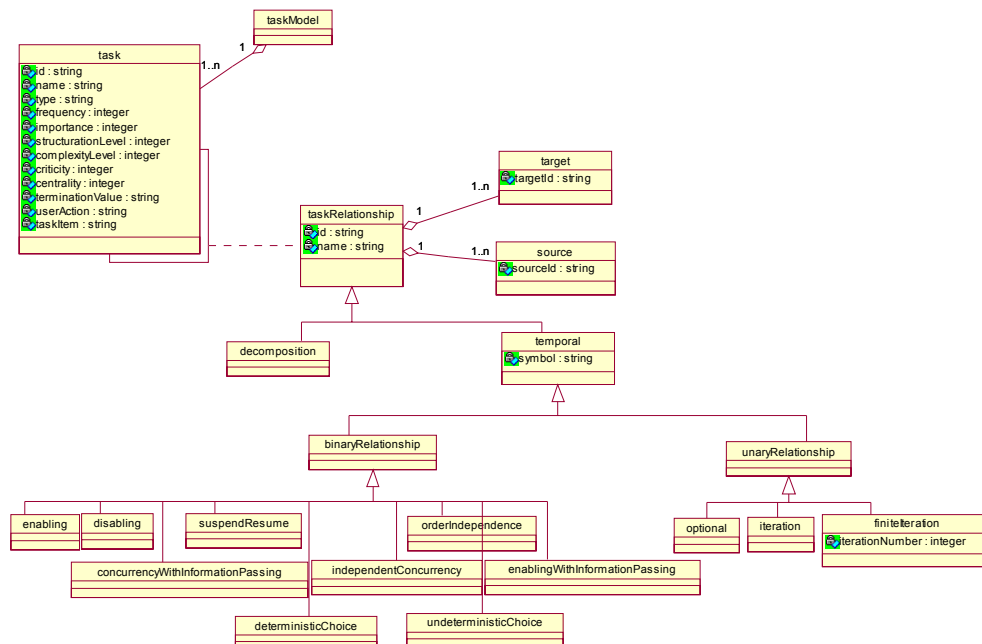 taskModel
1
1..n
task
id : string
name : string
type : string
frequency : integer
importance : integer
structurationLevel : integer
complexityLevel : integer
criticity : integer
centrality : integer
terminationValue : string
userAction : string
taskItem : string
target
targetId : string
1..n
1
taskRelationship
id : string
name : string
1
1..n
source
sourceId : string
decomposition
temporal
symbol : string
binaryRelationship
unaryRelationship
enabling
disabling
suspendResume
orderIndependence
optional
iteration
finiteIteration
iterationNumber : integer
concurrencyWithInformationPassing
independentConcurrency
enablingWithInformationPassing
deterministicChoice
undeterministicChoice